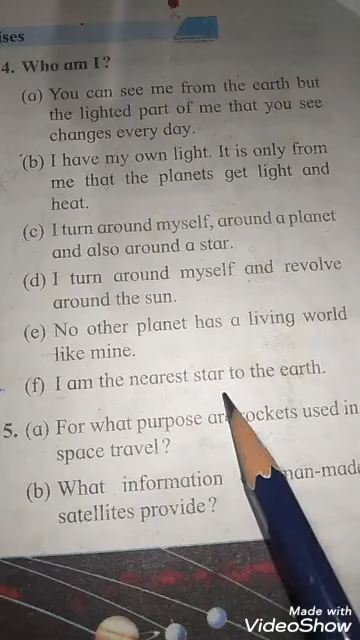 ises
4. Who am I?
(a) You can see me from the earth but
the lighted part of me that you see
changes every day.
(b) I have my own light. It is only from
me that the planets get light and
heat.
(c) I turn around myself, around a planet
and also around a star.
(d) I turn around myself and revolve
around the sun.
(e) No other planet has a living world
like mine.
(f) I am the nearest star to the earth.
5. (a) For what purpose ar ockets used in
space travel?
(b) What information man-made
satellites provide?
Made with
VideoShow